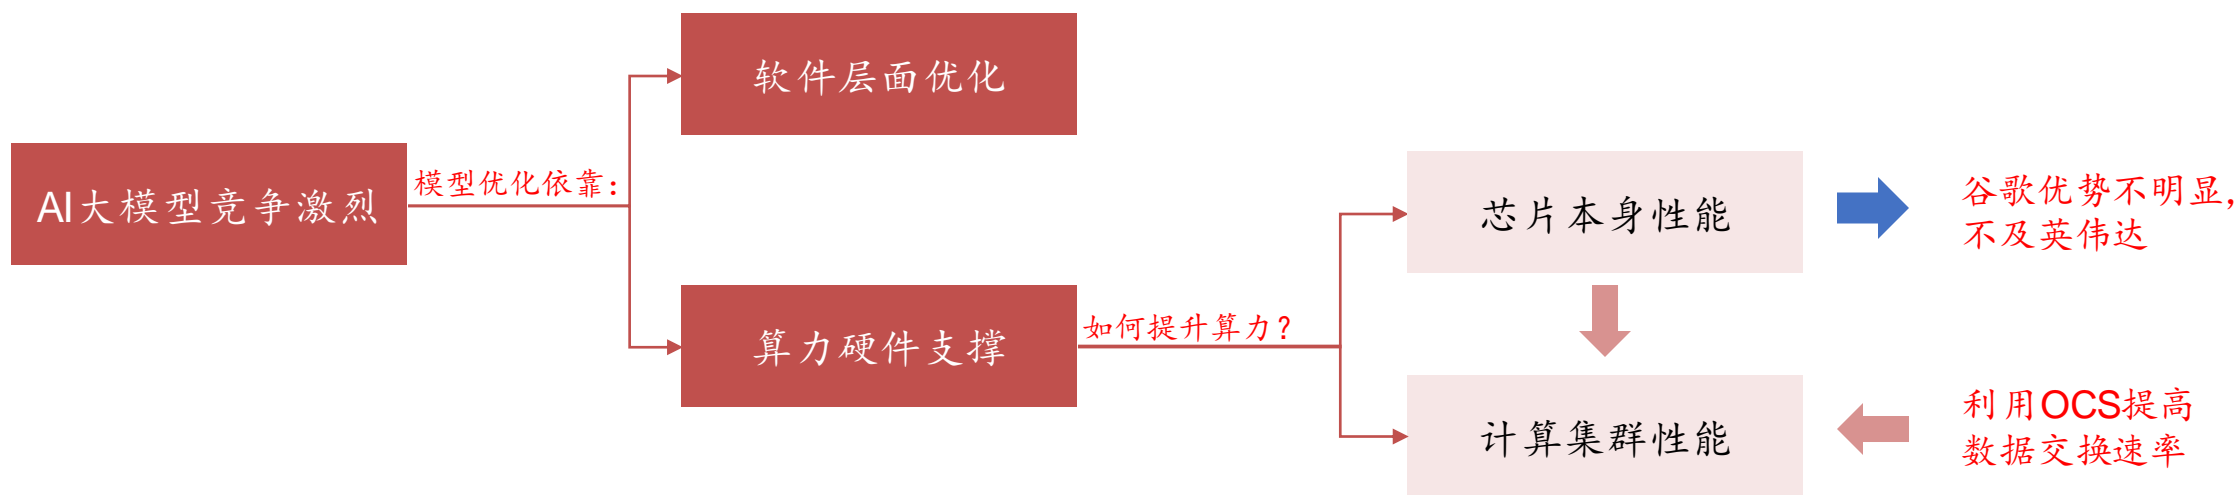 AI大模型竞争激烈
模型优化依靠：
软件层面优化
算力硬件支撑
如何提升算力？
芯片本身性能
谷歌优势不明显，
不及英伟达
计算集群性能
利用OCS提高
数据交换速率